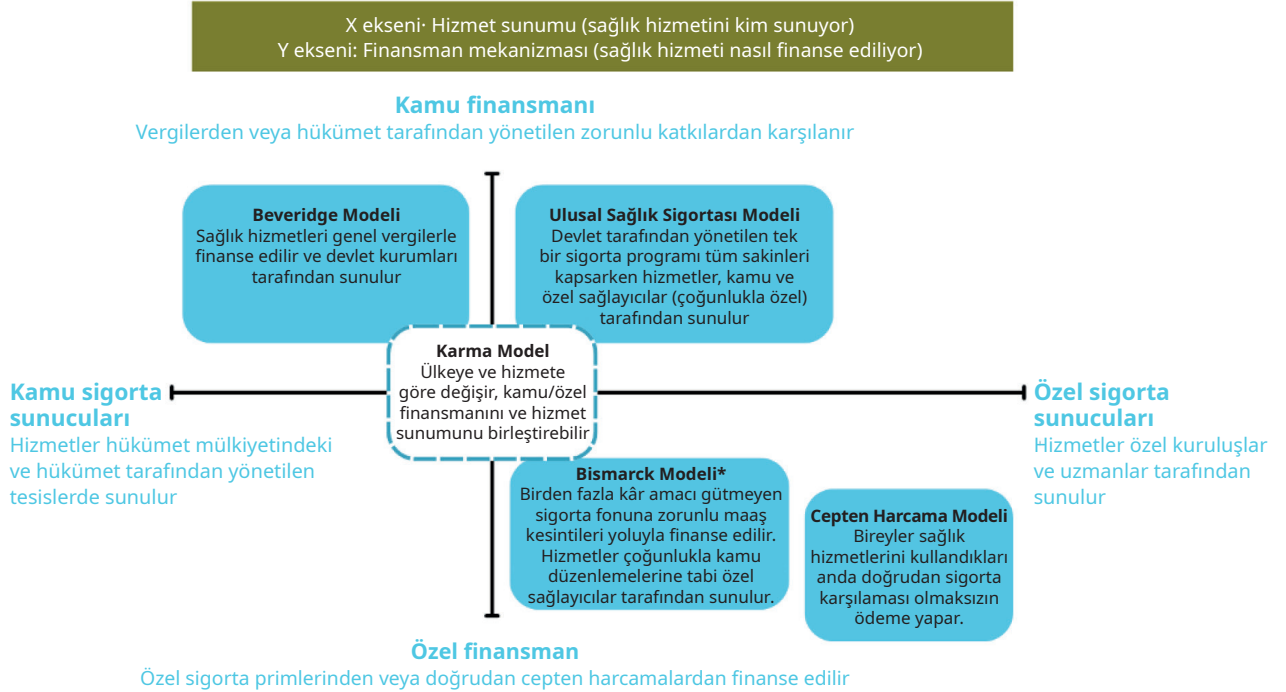 X ekseni· Hizmet sunumu (sağlık hizmetini kim sunuyor)
Y ekseni: Finansman mekanizması (sağlık hizmeti nasıl finanse ediliyor)
Kamu finansmanı
Vergilerden veya hükümet tarafından yönetilen zorunlu katkılardan karşılanır
Beveridge Modeli
Sağlık hizmetleri genel vergilerle
finanse edilir ve devlet kurumları
tarafından sunulur
Ulusal Sağlık Sigortası Modeli
Devlet tarafından yönetilen tek
bir sigorta programı tüm sakinleri
kapsarken hizmetler, kamu ve
özel sağlayıcılar (çoğunlukla özel)
tarafından sunulur
Karma Model
Ülkeye ve hizmete
göre değişir, kamu/özel
finansmanını ve hizmet
sunumunu birleştirebilir
Kamu sigorta
sunucuları
Hizmetler hükümet mülkiyetindeki
ve hükümet tarafından yönetilen
tesislerde sunulur
Özel sigorta
sunucuları
Hizmetler özel kuruluşlar
ve uzmanlar tarafından
sunulur
Bismarck Modeli*
Birden fazla kâr amacı gütmeyen
sigorta fonuna zorunlu maaş
kesintileri yoluyla finanse edilir.
Hizmetler çoğunlukla kamu
düzenlemelerine tabi özel
sağlayıcılar tarafından sunulur.
Cepten Harcama Modeli
Bireyler sağlık
hizmetlerini kullandıkları
anda doğrudan sigorta
karşılaması olmaksızın
ödeme yapar.
Özel finansman
Özel sigorta primlerinden veya doğrudan cepten harcamalardan finanse edilir